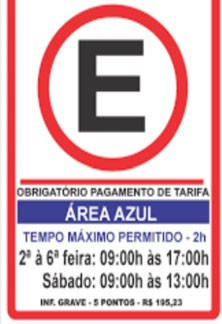 E
OBRIGATÓRIO PAGAMENTO DE TARIFA
ÁREA AZUL
TEMPO MÁXIMO PERMITIDO - 2h
2ª à 6ª feira: 09:00h às 17:00h
Sábado: 09:00h às 13:00h
INF. GRAVE - 5 PONTOS - R$ 195,23